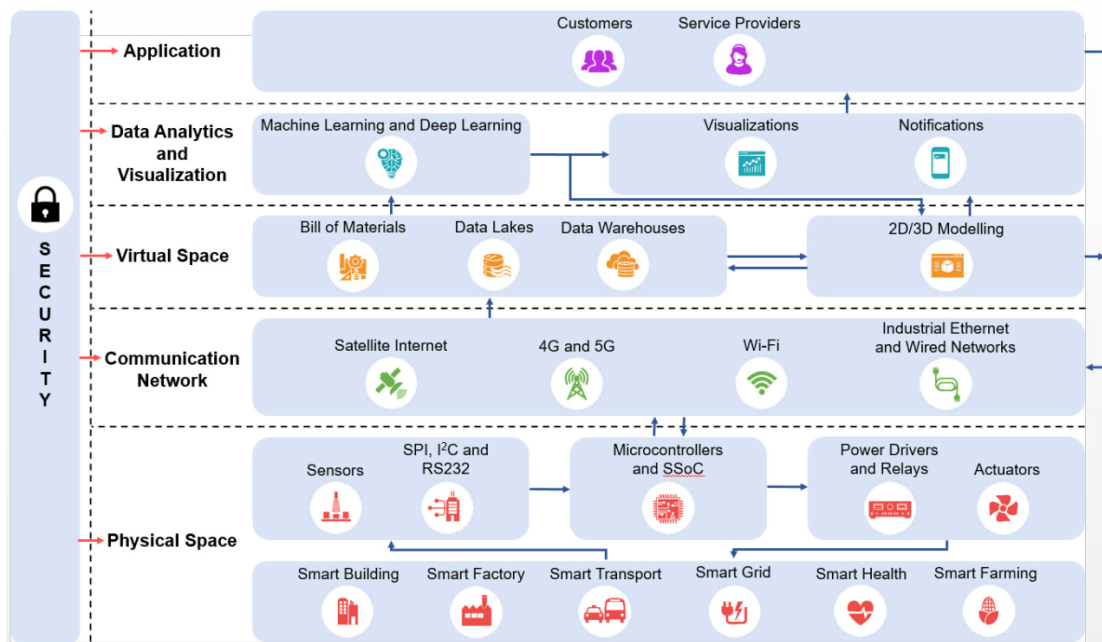 SECURITY
Application
Customers
Service Providers
Data Analytics
and
Visualization
Machine Learning and Deep Learning
Visualizations
Notifications
Virtual Space
Bill of Materials
Data Lakes
Data Warehouses
2D/3D Modelling
Communication
Network
Satellite Internet
4G and 5G
Wi-Fi
Industrial Ethernet
and Wired Networks
Physical Space
Sensors
SPI, I²C and
RS232
Microcontrollers
and SSoC
Power Drivers
and Relays
Actuators
Smart Building
Smart Factory
Smart Transport
Smart Grid
Smart Health
Smart Farming